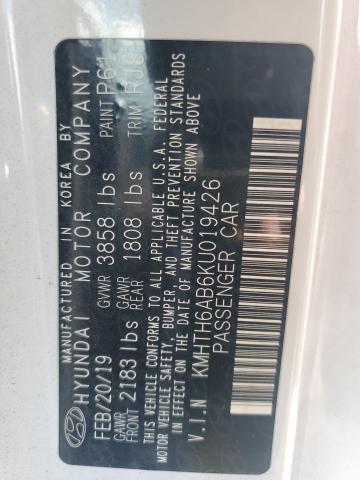 MANUFACTURED IN KOREA BY
HYUNDAI MOTOR COMPANY
FEB/20/19 GVWR 3858 lbs PAINT P61
GAWR FRONT 2183 lbs GAWR REAR 1808 lbs TRIM
THIS VEHICLE CONFORMS TO ALL APPLICABLE U.S.A. FEDERAL
MOTOR VEHICLE SAFETY, BUMPER, AND THEFT PREVENTION STANDARDS
IN EFFECT ON THE DATE OF MANUFACTURE SHOWN ABOVE
V.I.N KMHTH6AB6KU019426
PASSENGER CAR